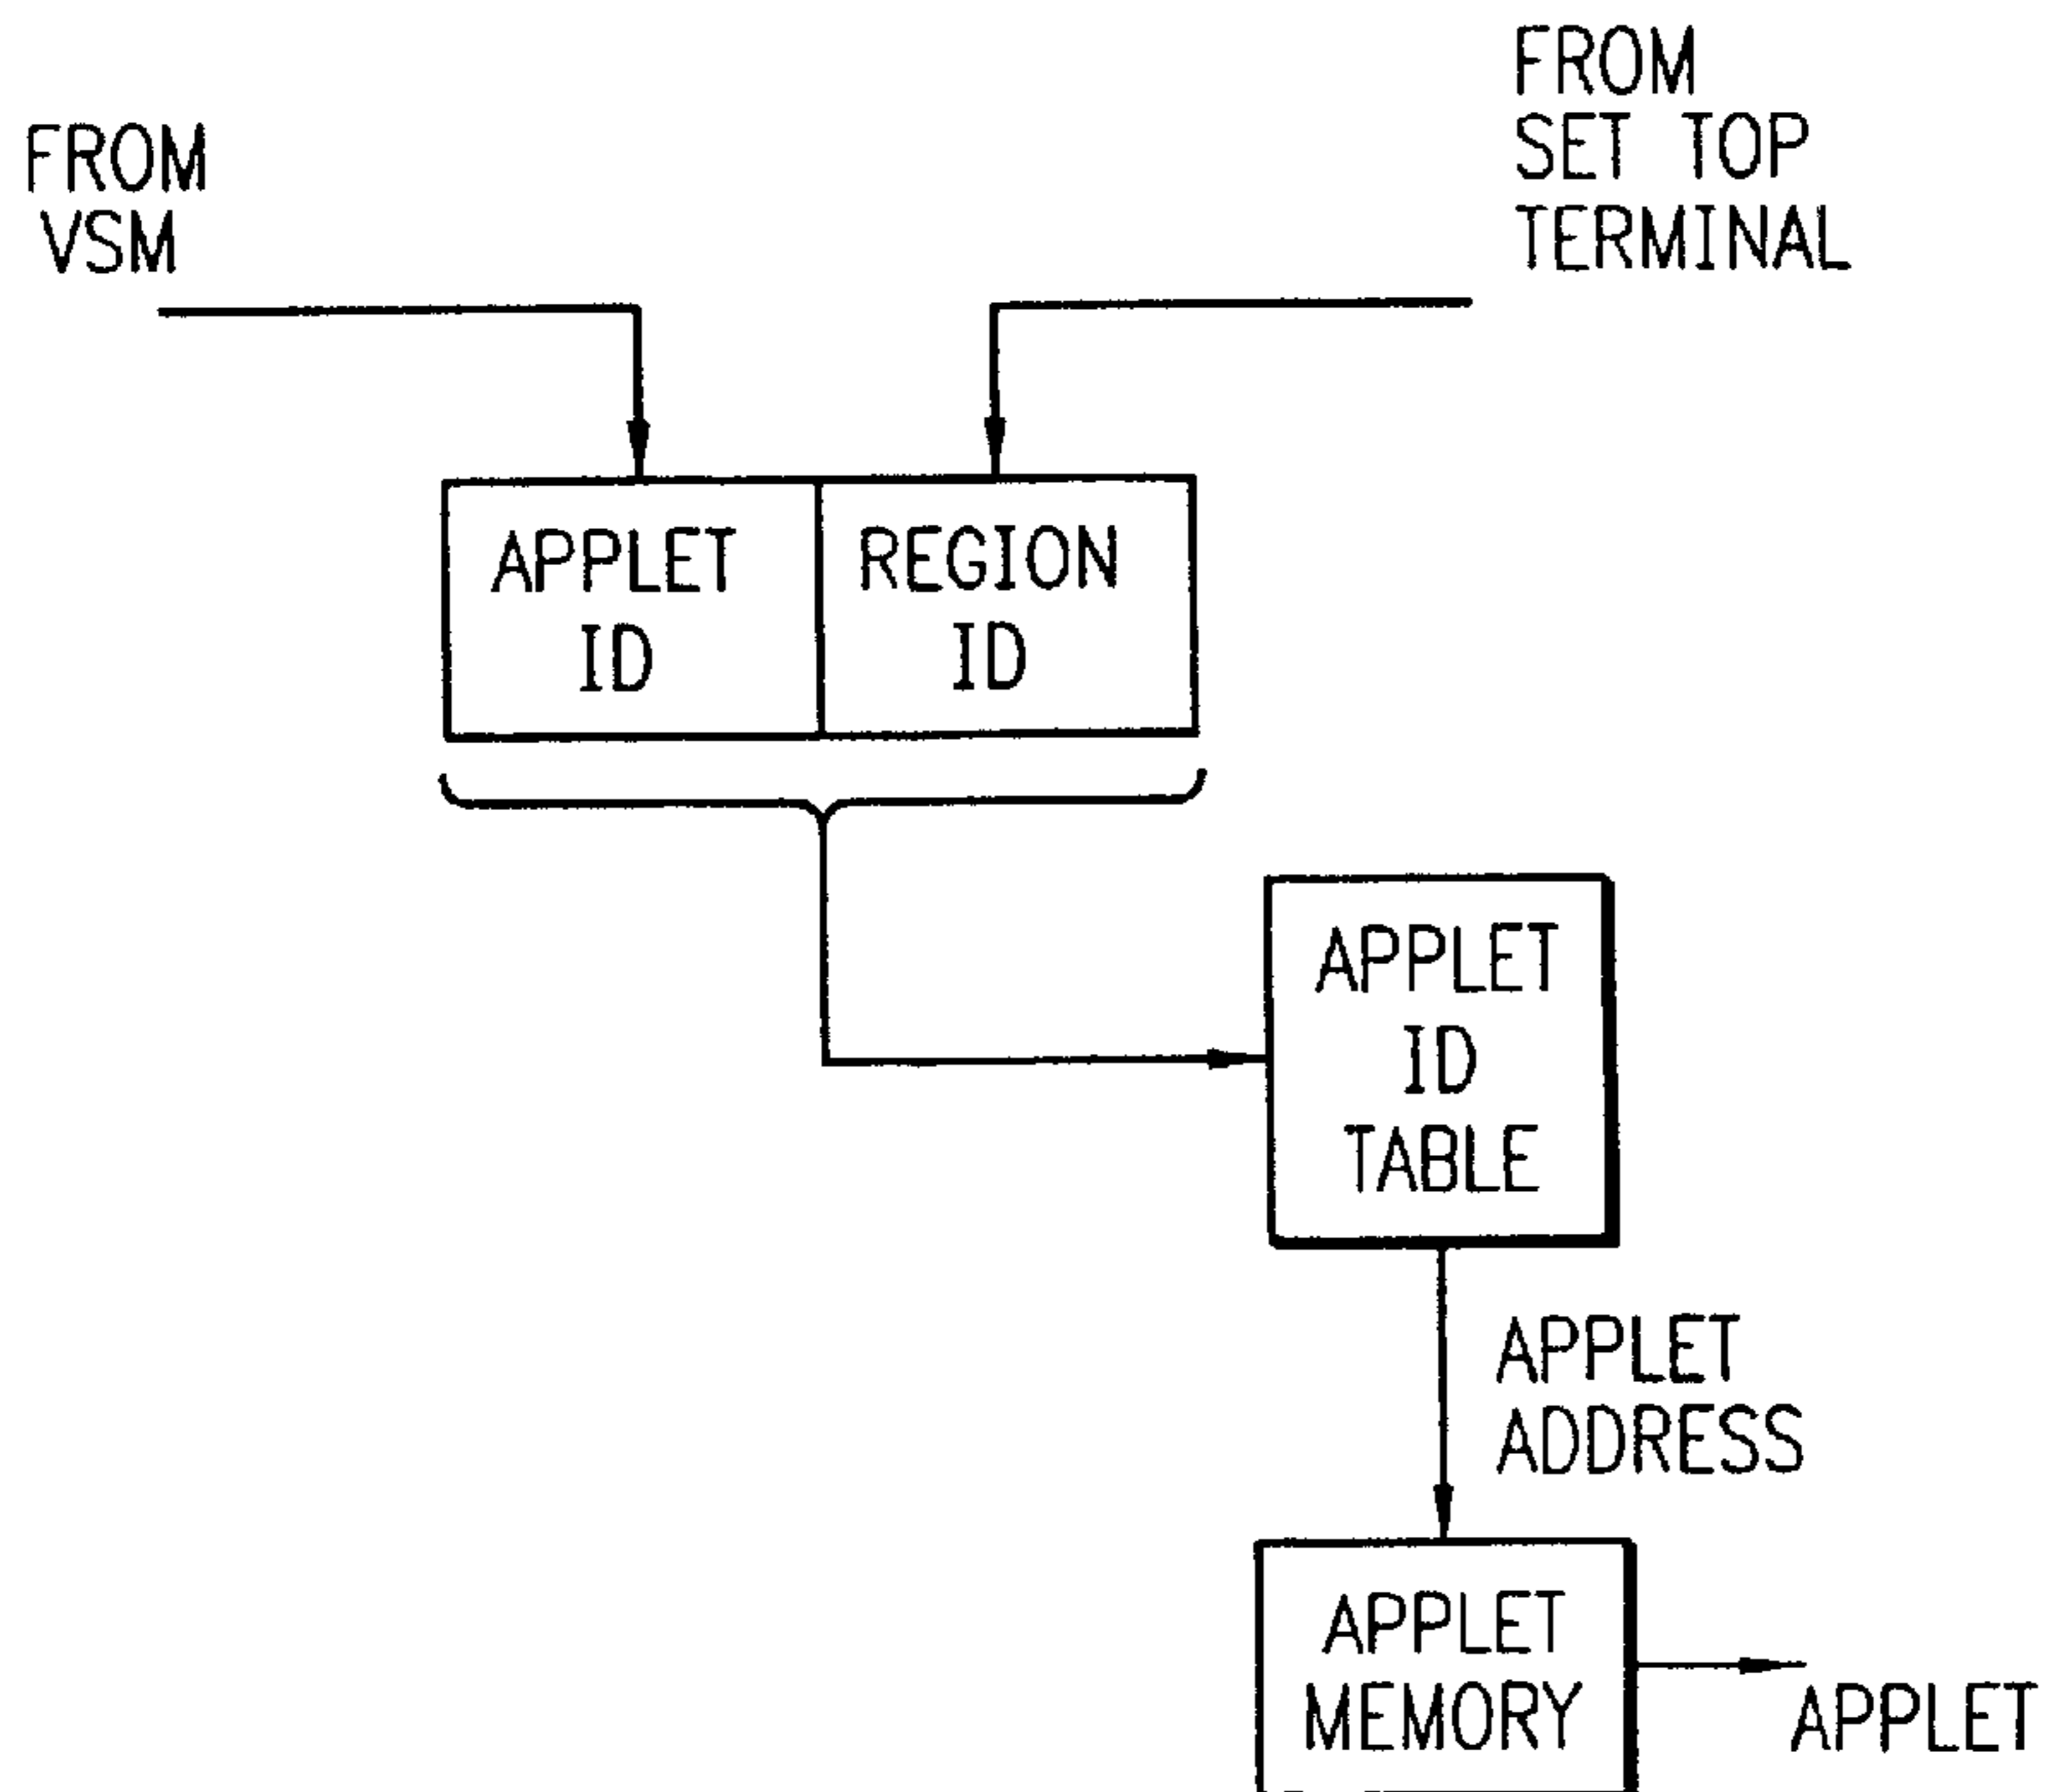 FROM
VSM
FROM
SET TOP
TERMINAL
APPLET
ID
REGION
ID
APPLET
ID
TABLE
APPLET
ADDRESS
APPLET
MEMORY
APPLET